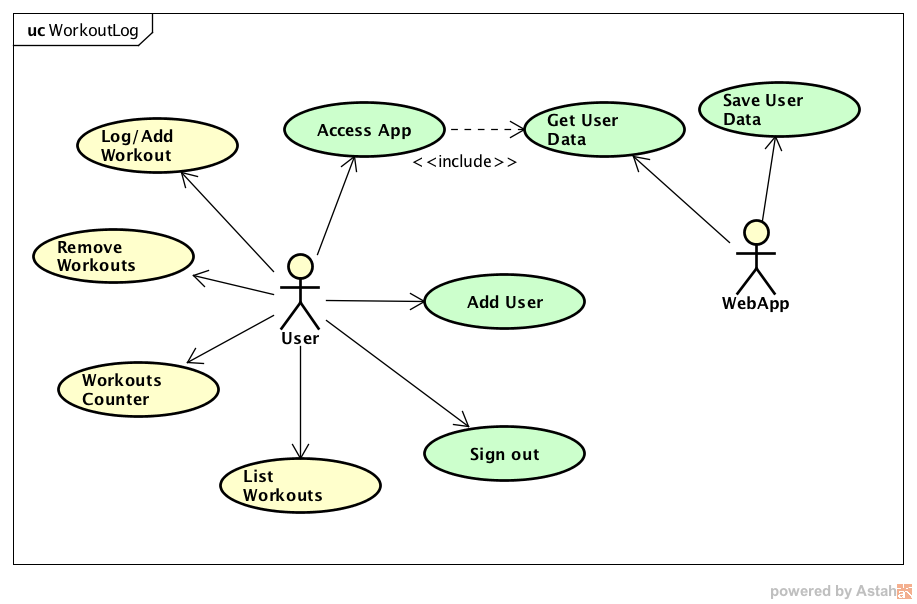 uc WorkoutLog
Log/Add
Workout
Access App
<<include>>
Get User
Data
Save User
Data
Remove
Workouts
User
Add User
WebApp
Workouts
Counter
Sign out
List
Workouts
powered by Astah